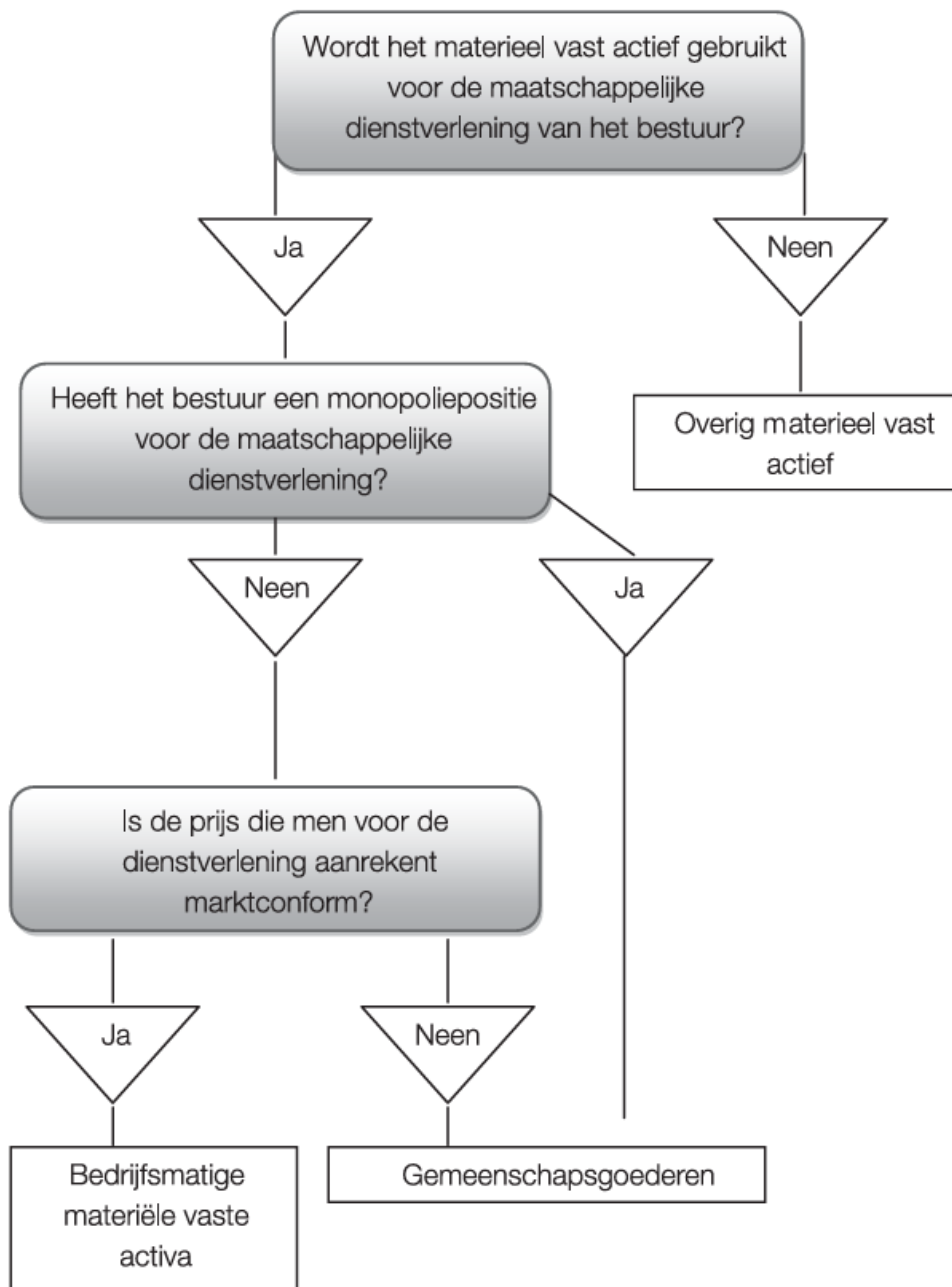 Wordt het materieel vast actief gebruikt
voor de maatschappelijke
dienstverlening van het bestuur?
Ja
Neen
Heeft het bestuur een monopoliepositie
voor de maatschappelijke
dienstverlening?
Overig materieel vast
actief
Neen
Ja
Is de prijs die men voor de
dienstverlening aanrekent
marktconform?
Ja
Neen
Bedrijfsmatige
materiële vaste
activa
Gemeenschapsgoederen